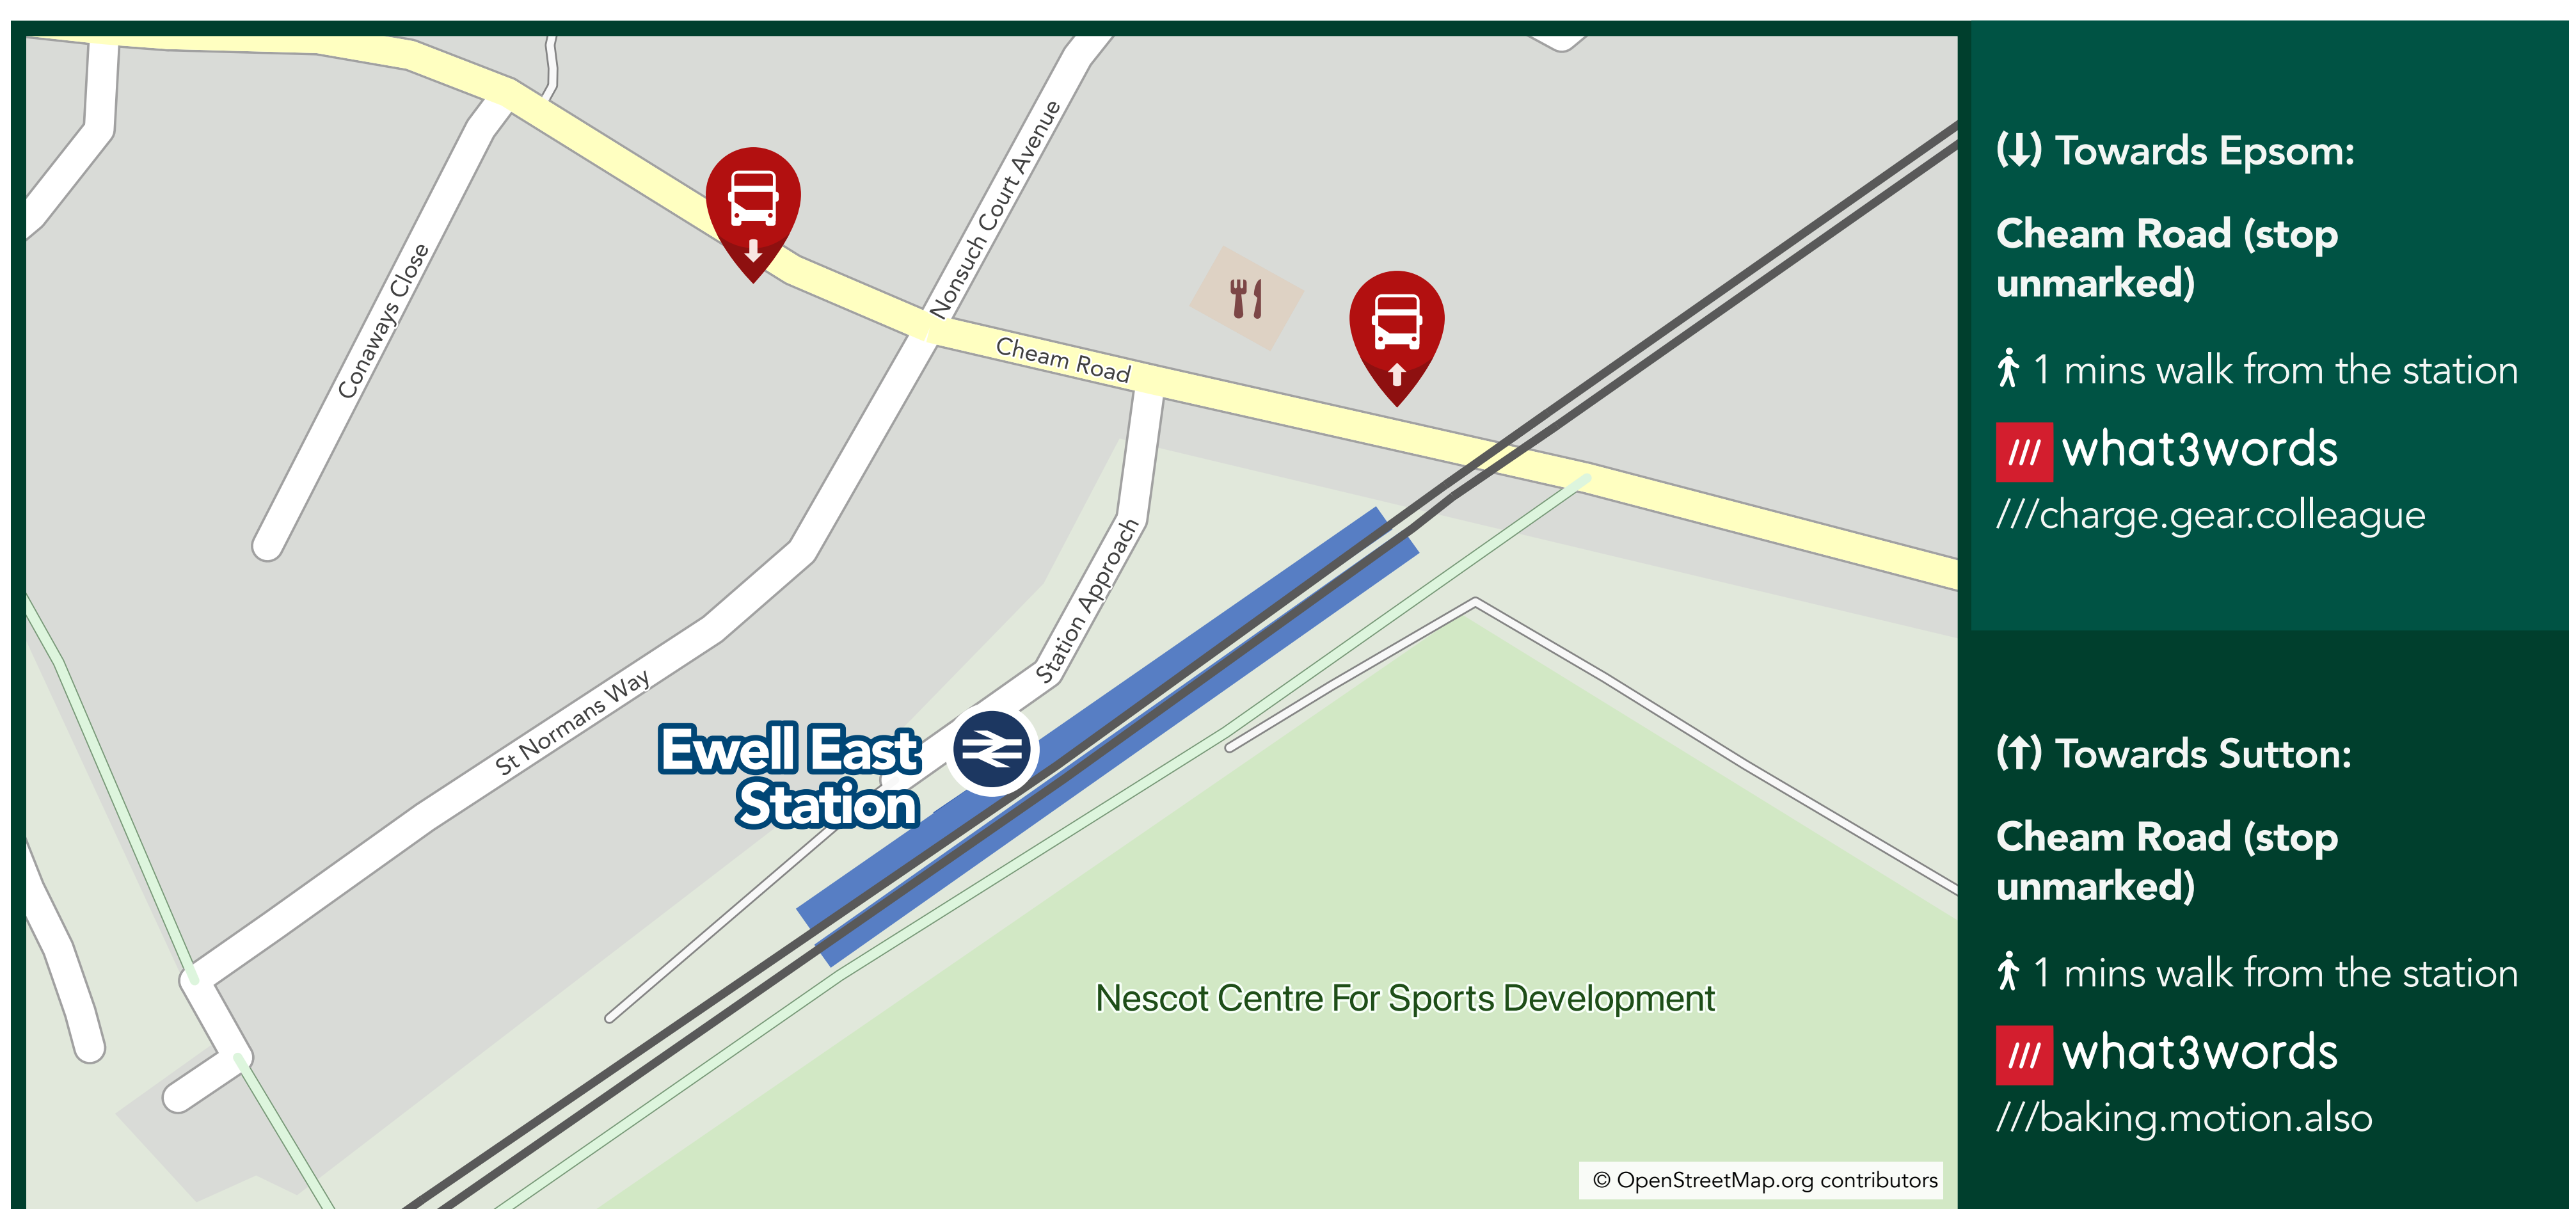 Conaways Close
Nonsuch Court Avenue
Cheam Road
Station Approach
St Normans Way
Ewell East
Station
Nescot Centre For Sports Development
© OpenStreetMap.org contributors
(↓) Towards Epsom:
Cheam Road (stop
unmarked)
1 mins walk from the station
/// what3words
///charge.gear.colleague
(↑) Towards Sutton:
Cheam Road (stop
unmarked)
1 mins walk from the station
/// what3words
///baking.motion.also